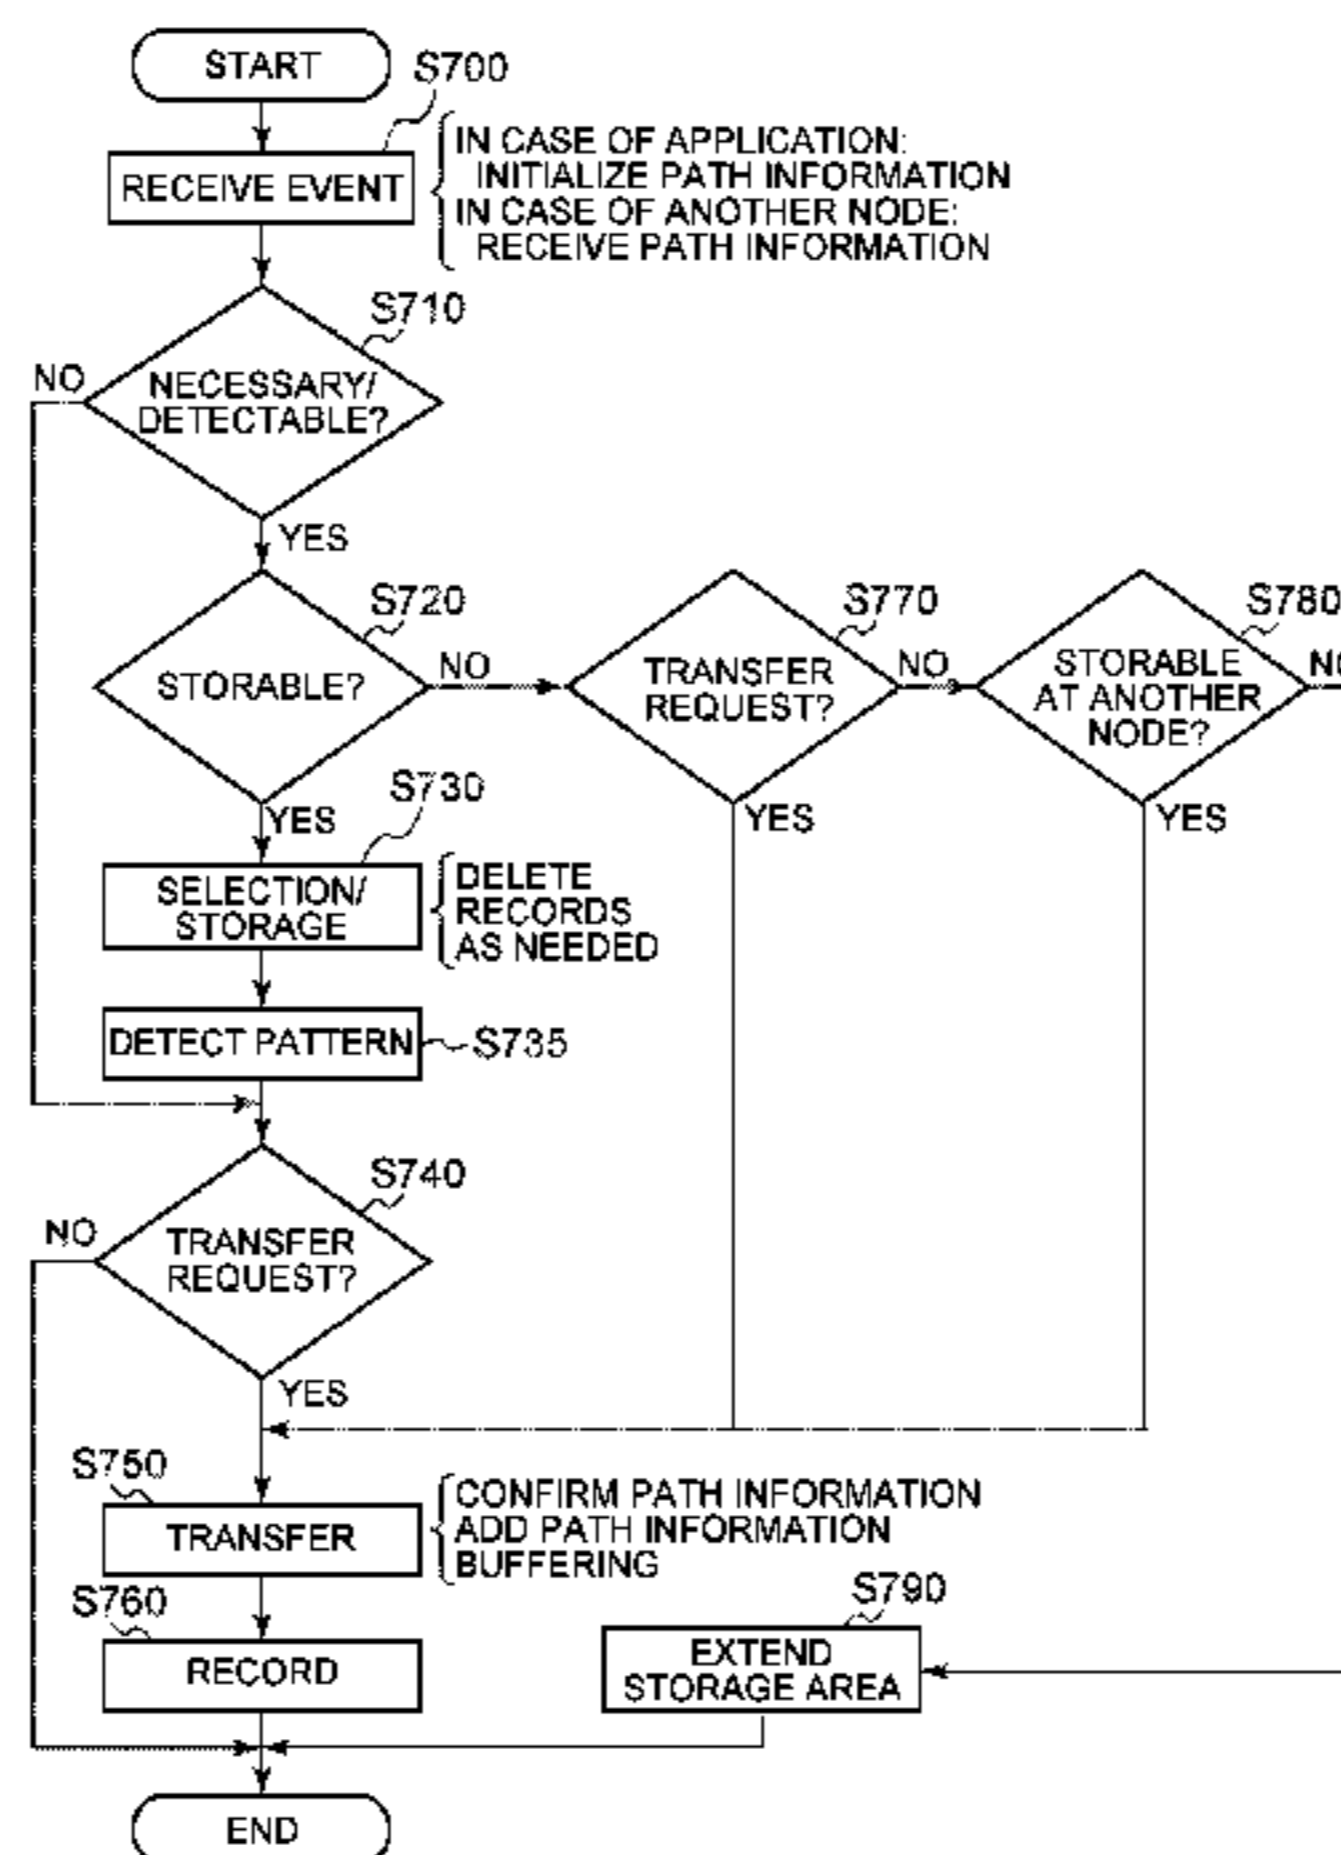 START
S700
RECEIVE EVENT
IN CASE OF APPLICATION:
INITIALIZE PATH INFORMATION
IN CASE OF ANOTHER NODE:
RECEIVE PATH INFORMATION
S710
NO
NECESSARY/
DETECTABLE?
YES
S720
STORABLE?
NO
S770
TRANSFER
REQUEST?
NO
S780
STORABLE
AT ANOTHER
NODE?
NO
YES
YES
YES
S730
SELECTION/
STORAGE
DELETE
RECORDS
AS NEEDED
DETECT PATTERN
S735
S740
NO
TRANSFER
REQUEST?
YES
S750
TRANSFER
CONFIRM PATH INFORMATION
ADD PATH INFORMATION
BUFFERING
S760
RECORD
S790
EXTEND
STORAGE AREA
END